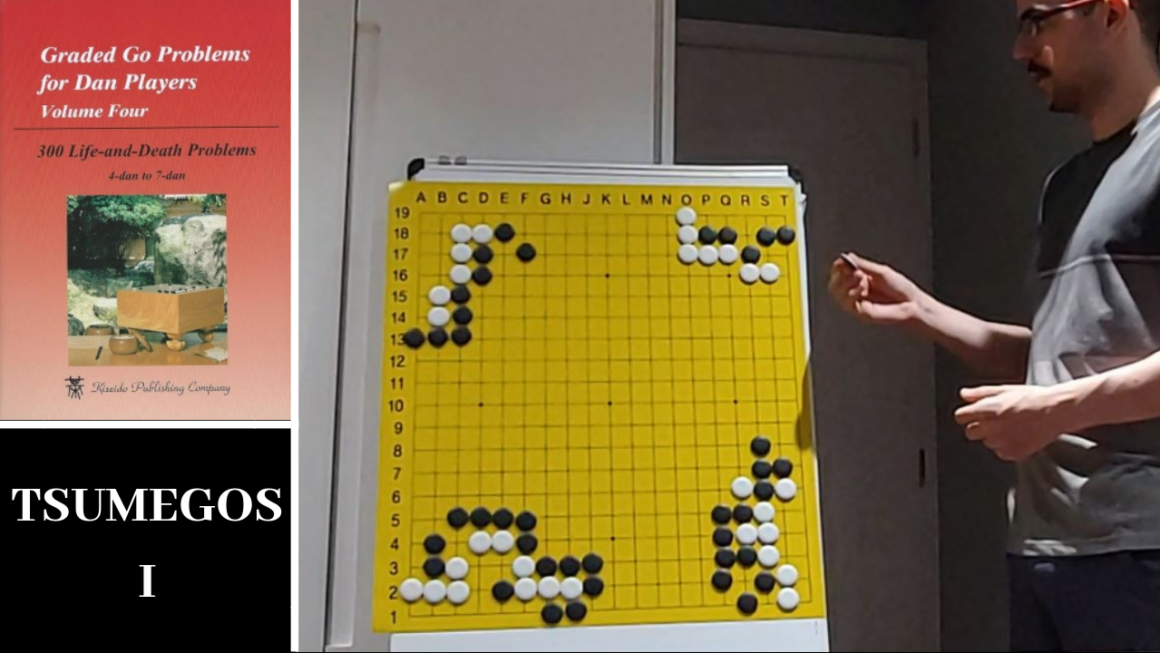 Graded Go Problems
for Dan Players
Volume Four
300 Life-and-Death Problems
4-dan to 7-dan
Kiseido Publishing Company
TSUMEGOS
I
A B C D E F G H J K L M N O P Q R S T
19
18
17
16
15
14
13
12
11
10
9
8
7
6
5
4
3
2
1